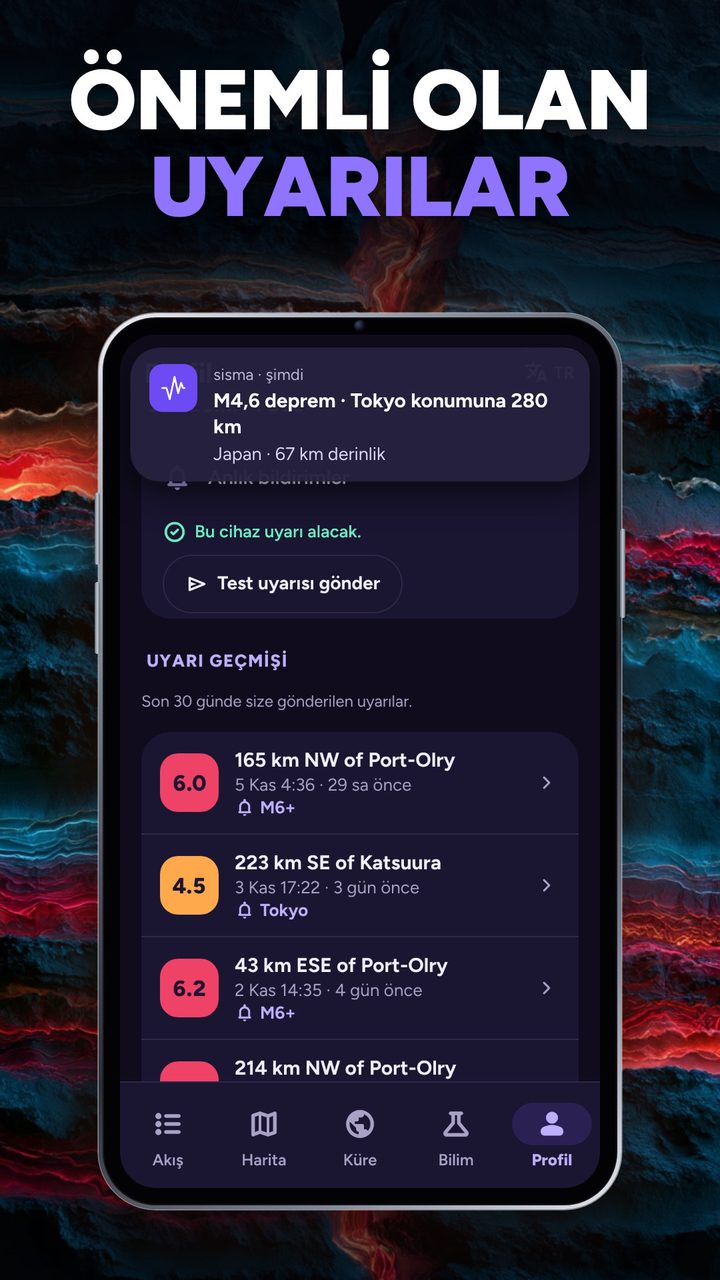 ÖNEMLİ OLAN
UYARILAR
sisma · şimdi
M4,6 deprem · Tokyo konumuna 280
km
Japan · 67 km derinlik
TR
Anlık bildirimler
Bu cihaz uyarı alacak.
Test uyarısı gönder
UYARI GEÇMİŞİ
Son 30 günde size gönderilen uyarılar.
6.0
165 km NW of Port-Olry
5 Kas 4:36 · 29 sa önce
M6+
4.5
223 km SE of Katsuura
3 Kas 17:22 · 3 gün önce
Tokyo
6.2
43 km ESE of Port-Olry
2 Kas 14:35 · 4 gün önce
M6+
214 km NW of Port-Olry
Akış
Harita
Küre
Bilim
Profil